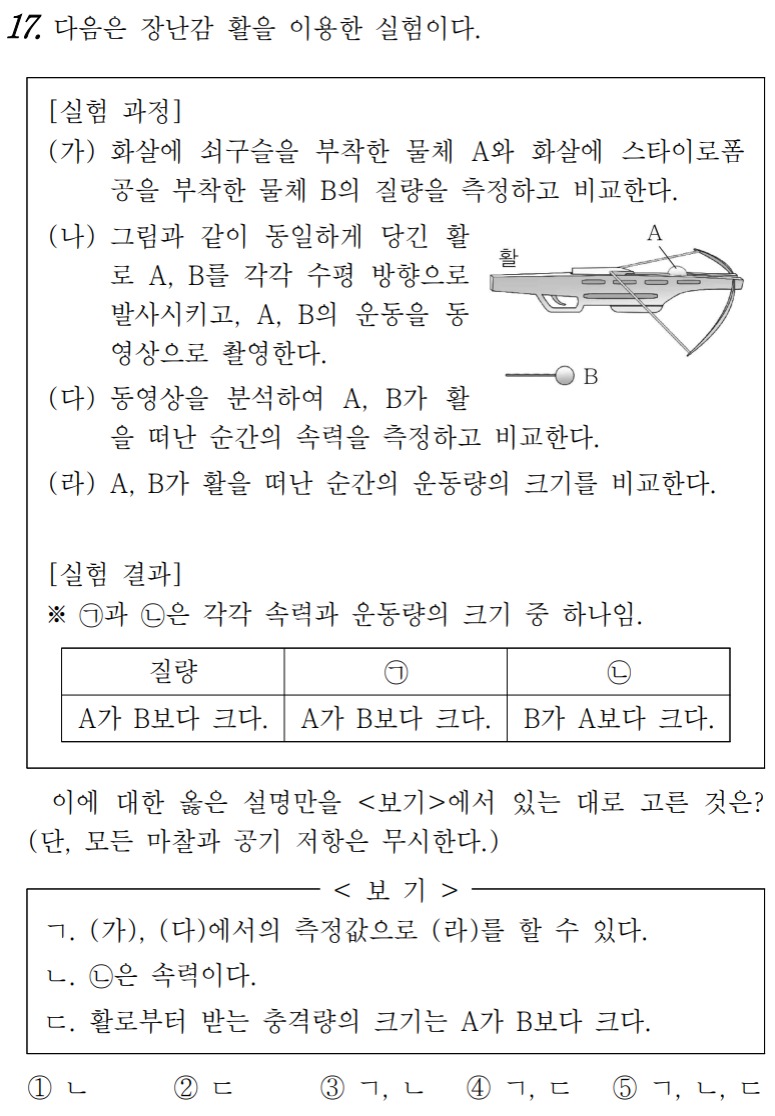 17. 다음은 장난감 활을 이용한 실험이다.
[실험 과정]
(가) 화살에 쇠구슬을 부착한 물체 A와 화살에 스타이로폼
공을 부착한 물체 B의 질량을 측정하고 비교한다.
(나) 그림과 같이 동일하게 당긴 활
로 A, B를 각각 수평 방향으로
발사시키고, A, B의 운동을 동
영상으로 촬영한다.
활
A
B
(다) 동영상을 분석하여 A, B가 활
을 떠난 순간의 속력을 측정하고 비교한다.
(라) A, B가 활을 떠난 순간의 운동량의 크기를 비교한다.
[실험 결과]
※ ㉠과 ㉡은 각각 속력과 운동량의 크기 중 하나임.
질량 ㉠ ㉡
A가 B보다 크다. A가 B보다 크다. B가 A보다 크다.
이에 대한 옳은 설명만을 <보기>에서 있는 대로 고른 것은?
(단, 모든 마찰과 공기 저항은 무시한다.)
< 보 기 >
ㄱ. (가), (다)에서의 측정값으로 (라)를 할 수 있다.
ㄴ. ㉡은 속력이다.
ㄷ. 활로부터 받는 충격량의 크기는 A가 B보다 크다.
① ㄴ ② ㄷ ③ ㄱ, ㄴ ④ ㄱ, ㄷ ⑤ ㄱ, ㄴ, ㄷ